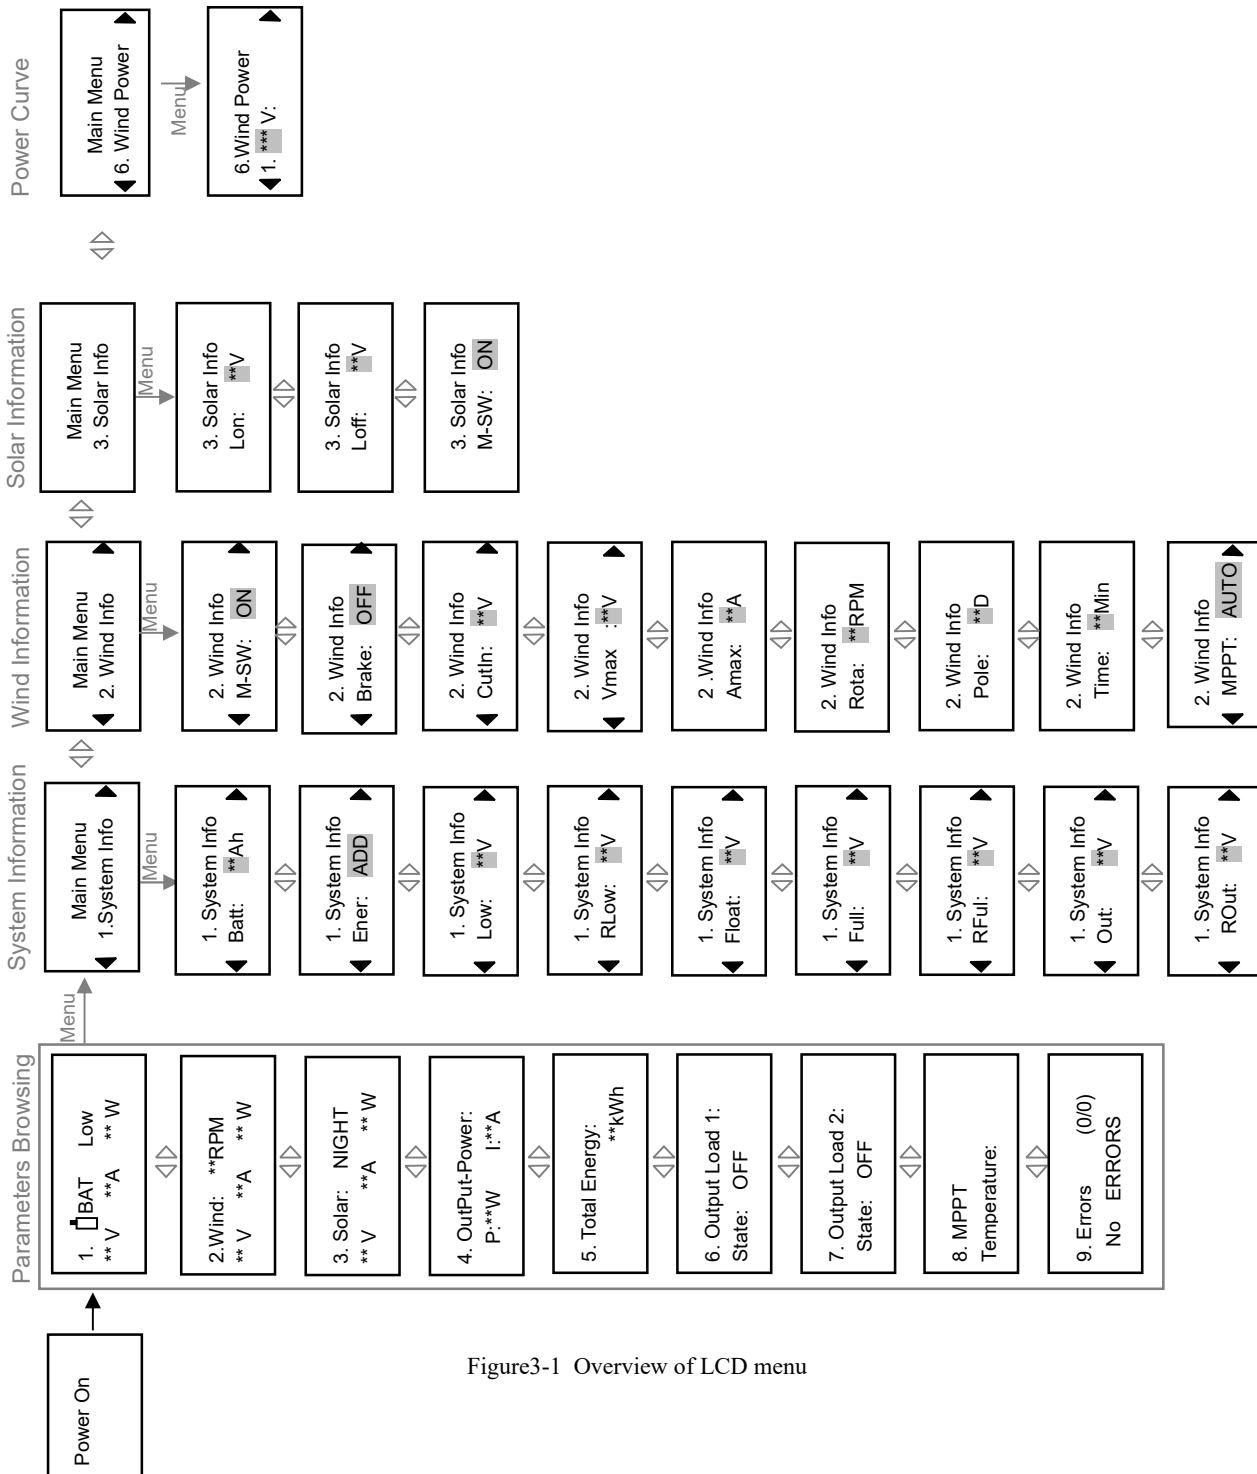 Power On
Parameters Browsing
1. BAT Low
** V **A ** W
2.Wind: **RPM
** V **A ** W
3. Solar: NIGHT
** V **A ** W
4. OutPut-Power:
P:**W I:**A
5. Total Energy:
**kWh
6. Output Load 1:
State: OFF
7. Output Load 2:
State: OFF
8. MPPT
Temperature:
9. Errors (0/0)
No ERRORS
Menu
System Information
Main Menu
1.System Info
Menu
1. System Info
Batt: **Ah
1. System Info
Ener: ADD
1. System Info
Low: **V
1. System Info
RLow: **V
1. System Info
Float: **V
1. System Info
Full: **V
1. System Info
RFul: **V
1. System Info
Out: **V
1. System Info
ROut: **V
Wind Information
Main Menu
2. Wind Info
Menu
2. Wind Info
M-SW: ON
2. Wind Info
Brake: OFF
2. Wind Info
CutIn: **V
2. Wind Info
Vmax :**V
2 .Wind Info
Amax: **A
2. Wind Info
Rota: **RPM
2. Wind Info
Pole: **D
2. Wind Info
Time: **Min
2. Wind Info
MPPT: AUTO
Solar Information
Main Menu
3. Solar Info
Menu
3. Solar Info
Lon: **V
3. Solar Info
Loff: **V
3. Solar Info
M-SW: ON
Power Curve
Main Menu
6. Wind Power
Menu
6.Wind Power
1. *** V:
Figure3-1 Overview of LCD menu